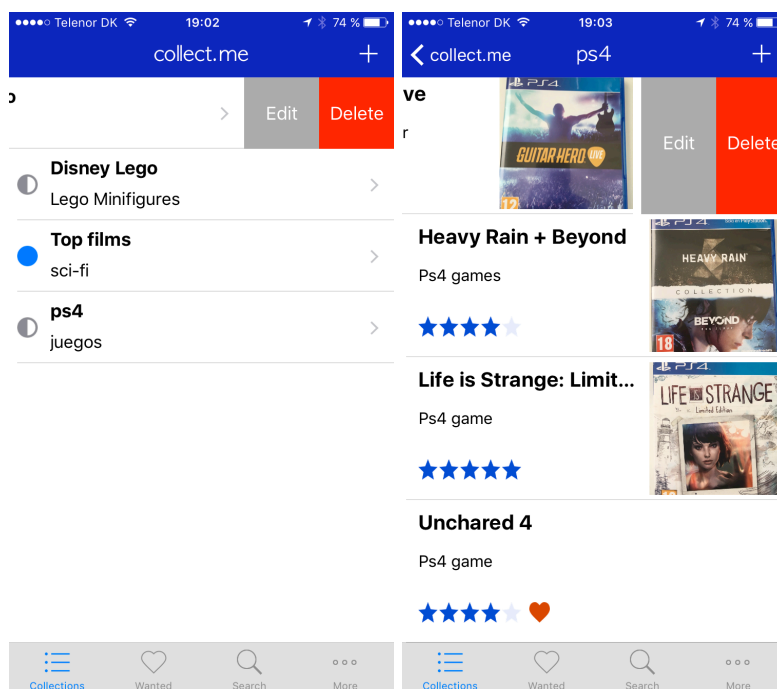 Telenor DK 19:02 74 %
collect.me +
Edit Delete
Disney Lego
Lego Minifigures
Top films
sci-fi
ps4
juegos
Collections Wanted Search More
Telenor DK 19:03 74 %
collect.me ps4 +
ve
r
PS4
GUITAR HERO LIVE
12
Edit Delete
Heavy Rain + Beyond
Ps4 games
PS4
HEAVY RAIN
COLLECTION
BEYOND
18
Life is Strange: Limit...
Ps4 game
PS4
LIFE IS STRANGE
Limited Edition
Unchared 4
Ps4 game
Collections Wanted Search More